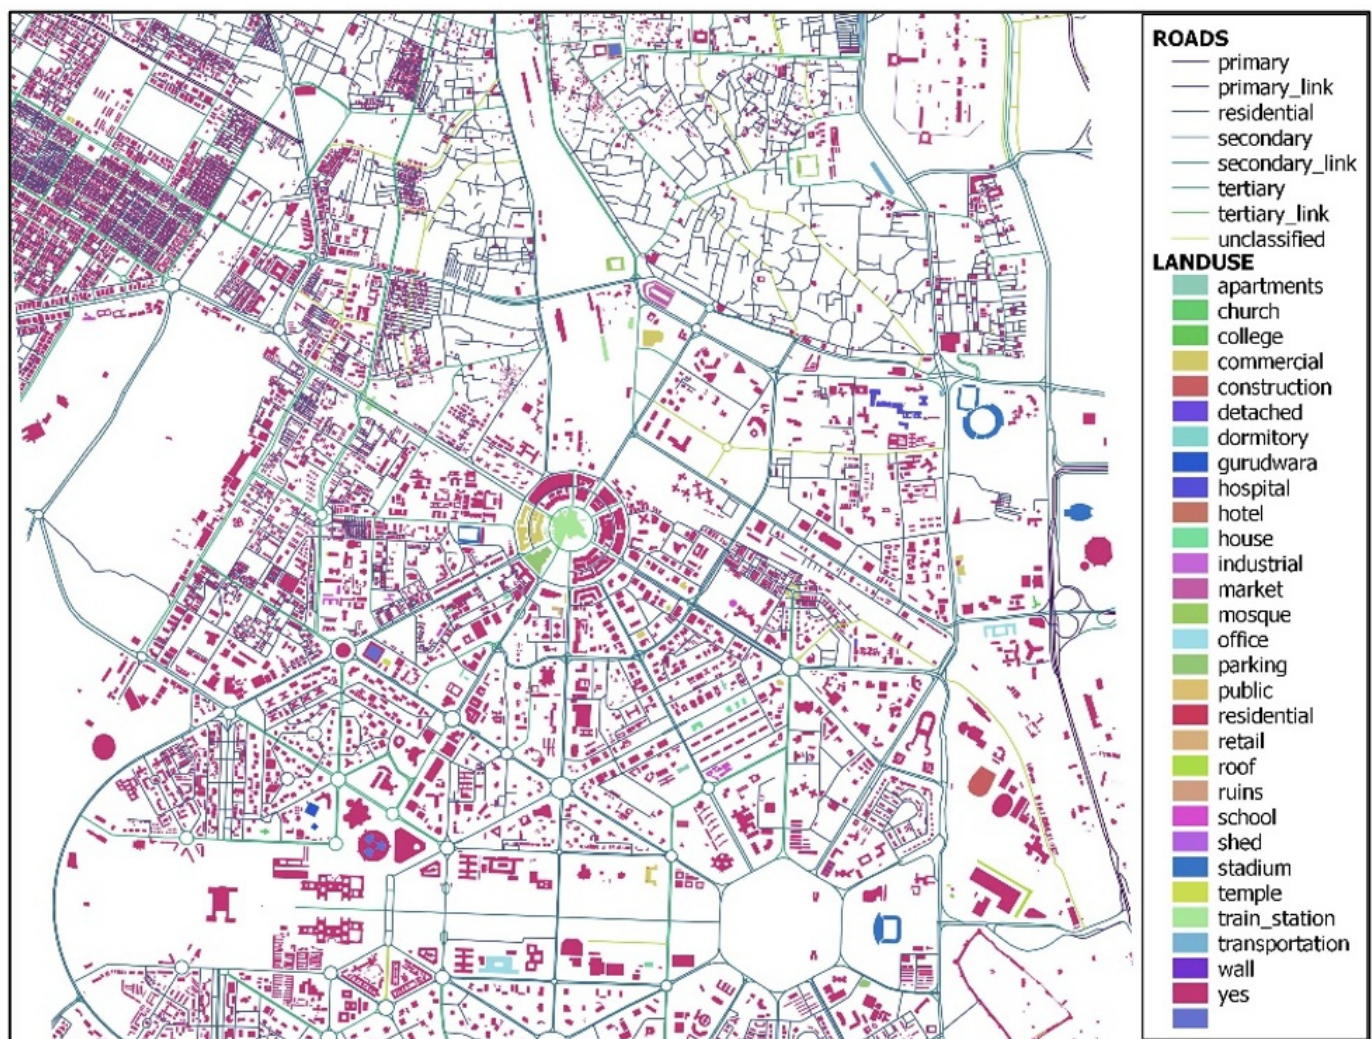 ROADS
primary
primary_link
residential
secondary
secondary_link
tertiary
tertiary_link
unclassified
LANDUSE
apartments
church
college
commercial
construction
detached
dormitory
gurudwara
hospital
hotel
house
industrial
market
mosque
office
parking
public
residential
retail
roof
ruins
school
shed
stadium
temple
train_station
transportation
wall
yes